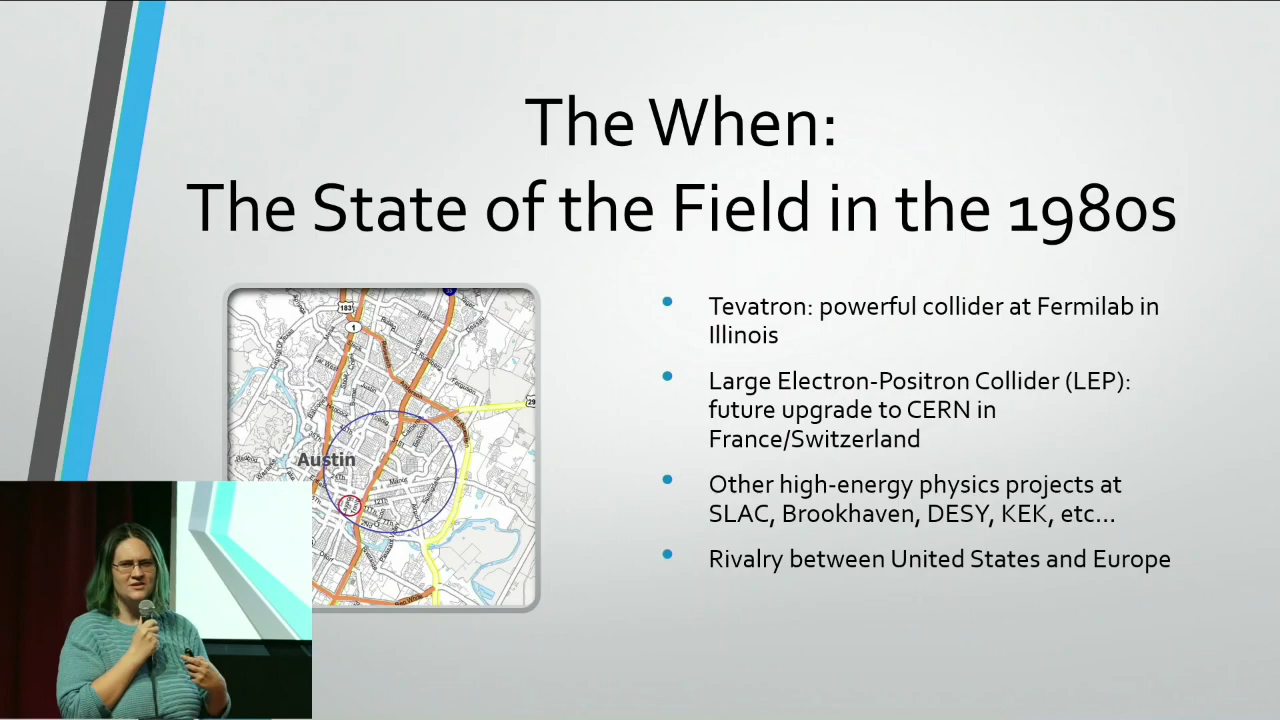 The When:
The State of the Field in the 1980s
Tevatron: powerful collider at Fermilab in
Illinois
Large Electron-Positron Collider (LEP):
future upgrade to CERN in
France/Switzerland
Other high-energy physics projects at
SLAC, Brookhaven, DESY, KEK, etc...
Rivalry between United States and Europe
183
1
Austin